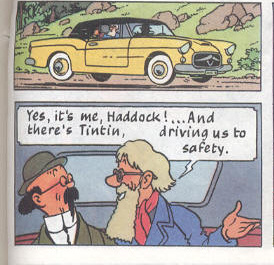 Yes, it's me, Haddock!...And
there's Tintin, driving us to
safety.